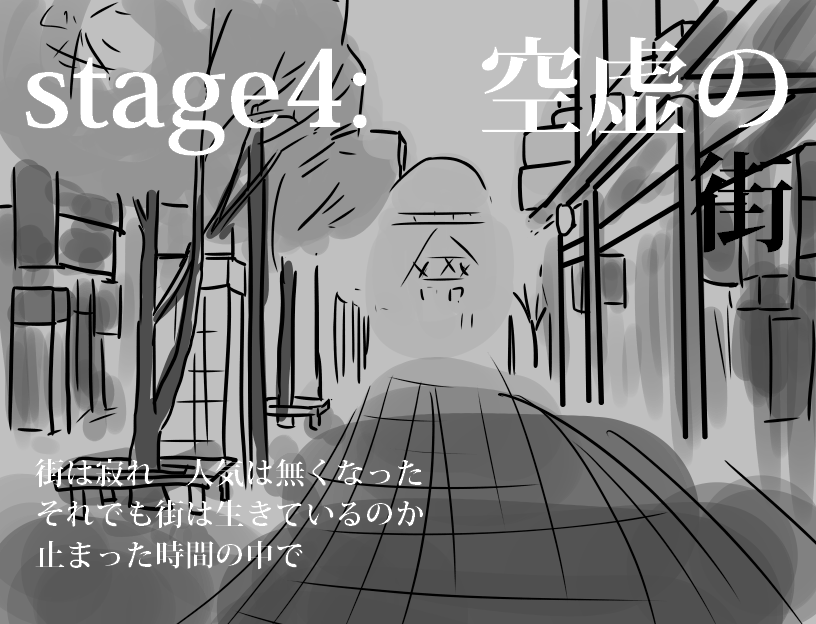 stage4:　空虚の
街
街は寂れ　人気は無くなった
それでも街は生きているのか
止まった時間の中で